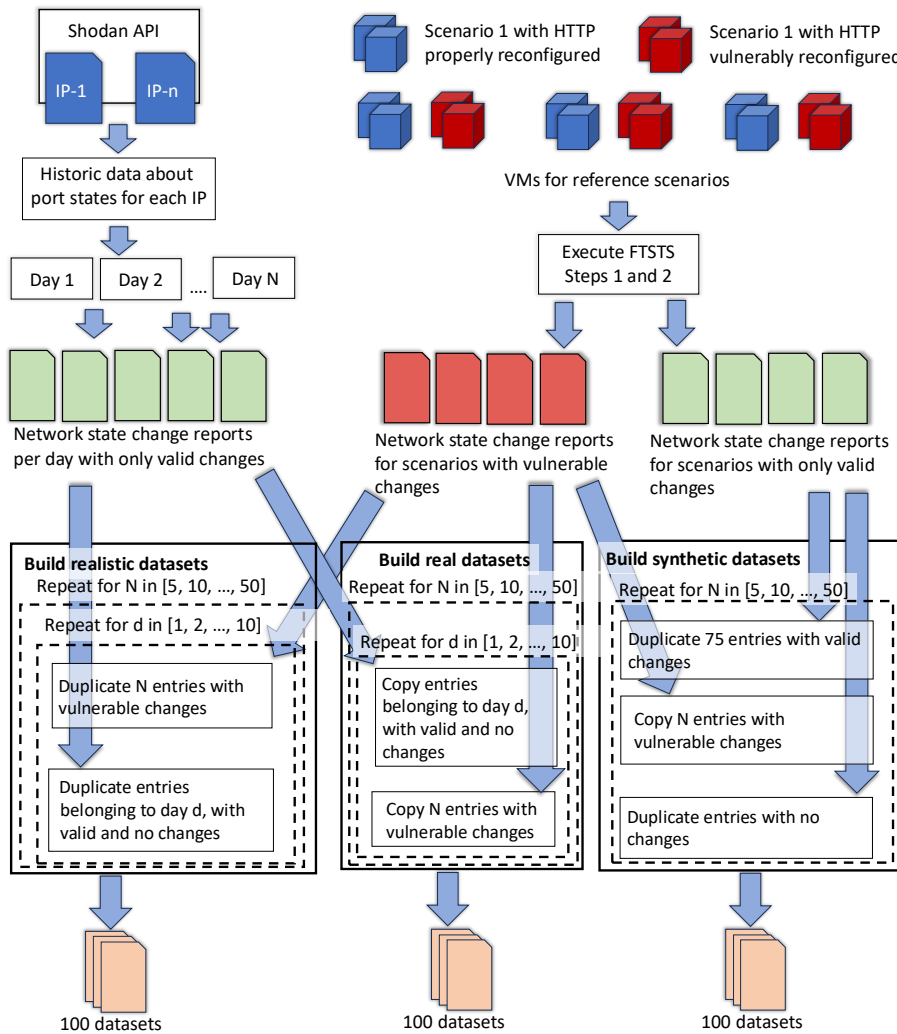 Shodan API
IP-1
IP-n
Scenario 1 with HTTP
properly reconfigured
Scenario 1 with HTTP
vulnerably reconfigured
Historic data about
port states for each IP
VMs for reference scenarios
Execute FTSTS
Steps 1 and 2
Day 1
Day 2
....
Day N
Network state change reports
per day with only valid changes
Network state change reports
for scenarios with vulnerable
changes
Network state change reports
for scenarios with only valid
changes
Build realistic datasets
Repeat for N in [5, 10, ..., 50]
Repeat for d in [1, 2, ..., 10]
Duplicate N entries with
vulnerable changes
Duplicate entries
belonging to day d, with
valid and no changes
Build real datasets
Repeat for N in [5, 10, ..., 50]
Repeat for d in [1, 2, ..., 10]
Copy entries
belonging to day d,
with valid and no
changes
Copy N entries with
vulnerable changes
Build synthetic datasets
Repeat for N in [5, 10, ..., 50]
Duplicate 75 entries with valid
changes
Copy N entries with
vulnerable changes
Duplicate entries with no
changes
100 datasets
100 datasets
100 datasets